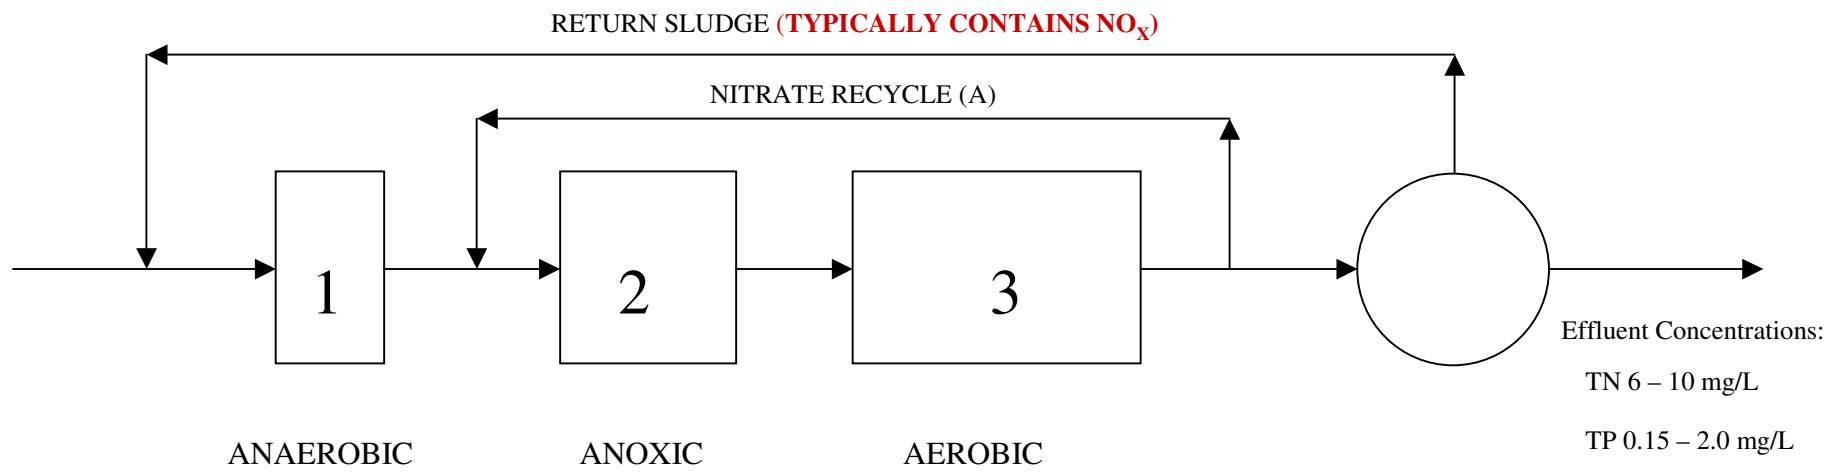 RETURN SLUDGE (TYPICALLY CONTAINS NOX)
NITRATE RECYCLE (A)
1
2
3
Effluent Concentrations:
TN 6 – 10 mg/L
TP 0.15 – 2.0 mg/L
ANAEROBIC
ANOXIC
AEROBIC